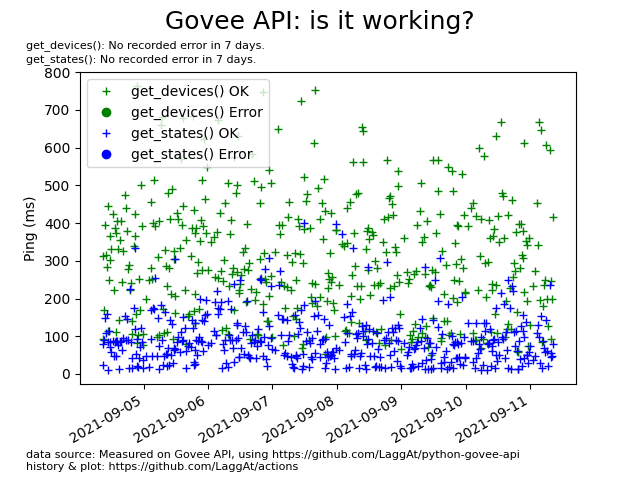 Govee API: is it working?
get_devices(): No recorded error in 7 days.
get_states(): No recorded error in 7 days.
800
700
600
500
400
300
200
100
0
Ping (ms)
get_devices() OK
get_devices() Error
get_states() OK
get_states() Error
2021-09-05
2021-09-06
2021-09-07
2021-09-08
2021-09-09
2021-09-10
2021-09-11
data source: Measured on Govee API, using https://github.com/LaggAt/python-govee-api
history & plot: https://github.com/LaggAt/actions